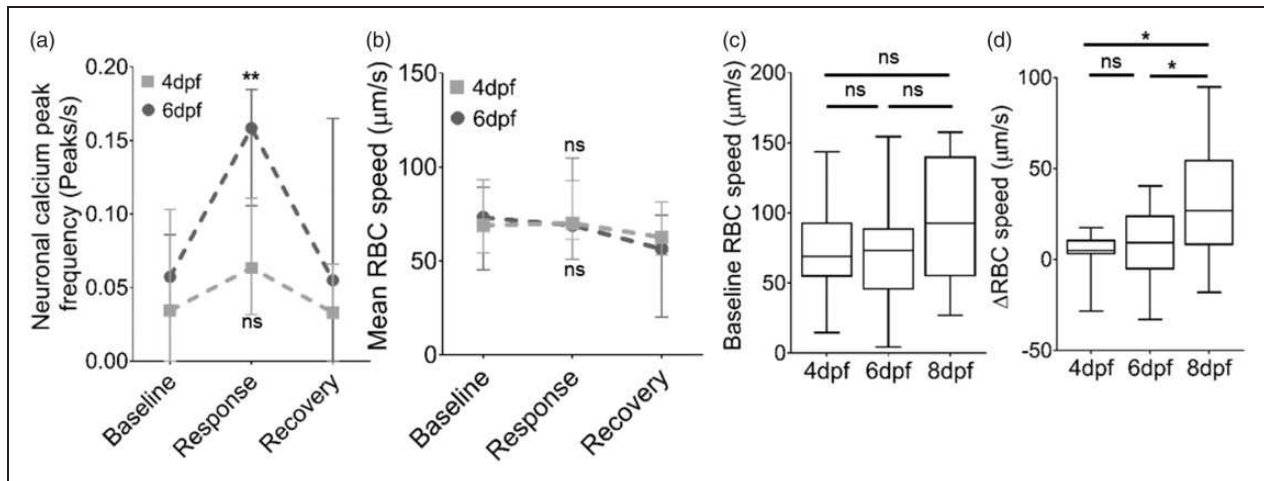 (a)
Neuronal calcium peak
frequency (Peaks/s)
0.20
0.15
0.10
0.05
0.00
4dpf
6dpf
**
ns
Baseline
Response
Recovery
(b)
Mean RBC speed (μm/s)
150
100
50
0
4dpf
6dpf
ns
ns
Baseline
Response
Recovery
(c)
Baseline RBC speed (μm/s)
200
150
100
50
0
ns
ns
ns
4dpf
6dpf
8dpf
(d)
ΔRBC speed (μm/s)
100
50
0
-50
*
ns
*
4dpf
6dpf
8dpf